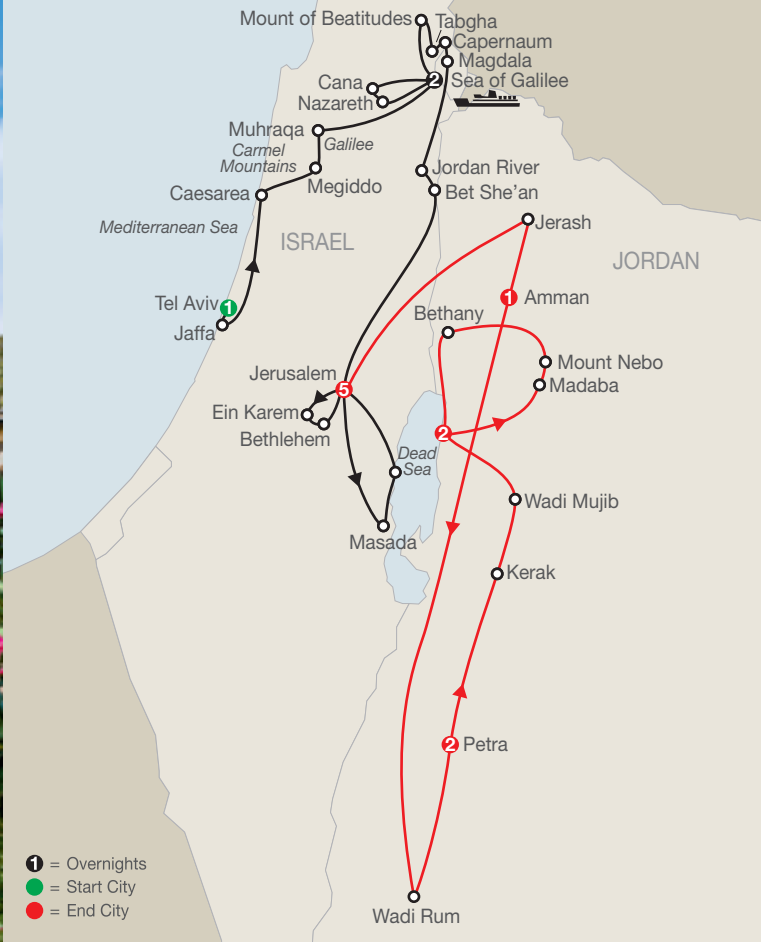 Mount of Beatitudes
Tabgha
Capernaum
Magdala
2
Sea of Galilee
Cana
Nazareth
Muhraqa
Galilee
Carmel
Mountains
Megiddo
Jordan River
Caesarea
Bet She’an
Mediterranean Sea
ISRAEL
Jerash
JORDAN
Tel Aviv
1
1
Amman
Jaffa
Bethany
Mount Nebo
Jerusalem
5
Madaba
Ein Karem
Bethlehem
2
Dead
Sea
Wadi Mujib
Masada
Kerak
2
Petra
1 = Overnights
= Start City
= End City
Wadi Rum